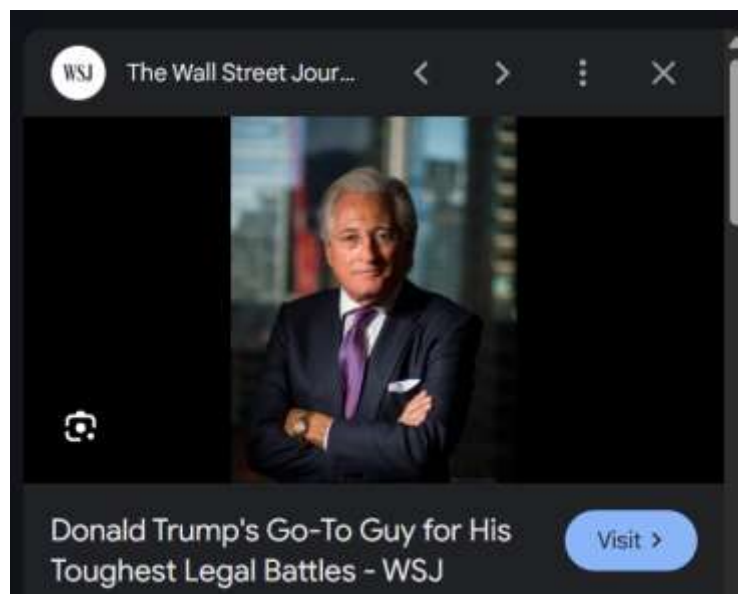 WSJ
The Wall Street Jour...
Donald Trump's Go-To Guy for His
Toughest Legal Battles - WSJ
Visit >